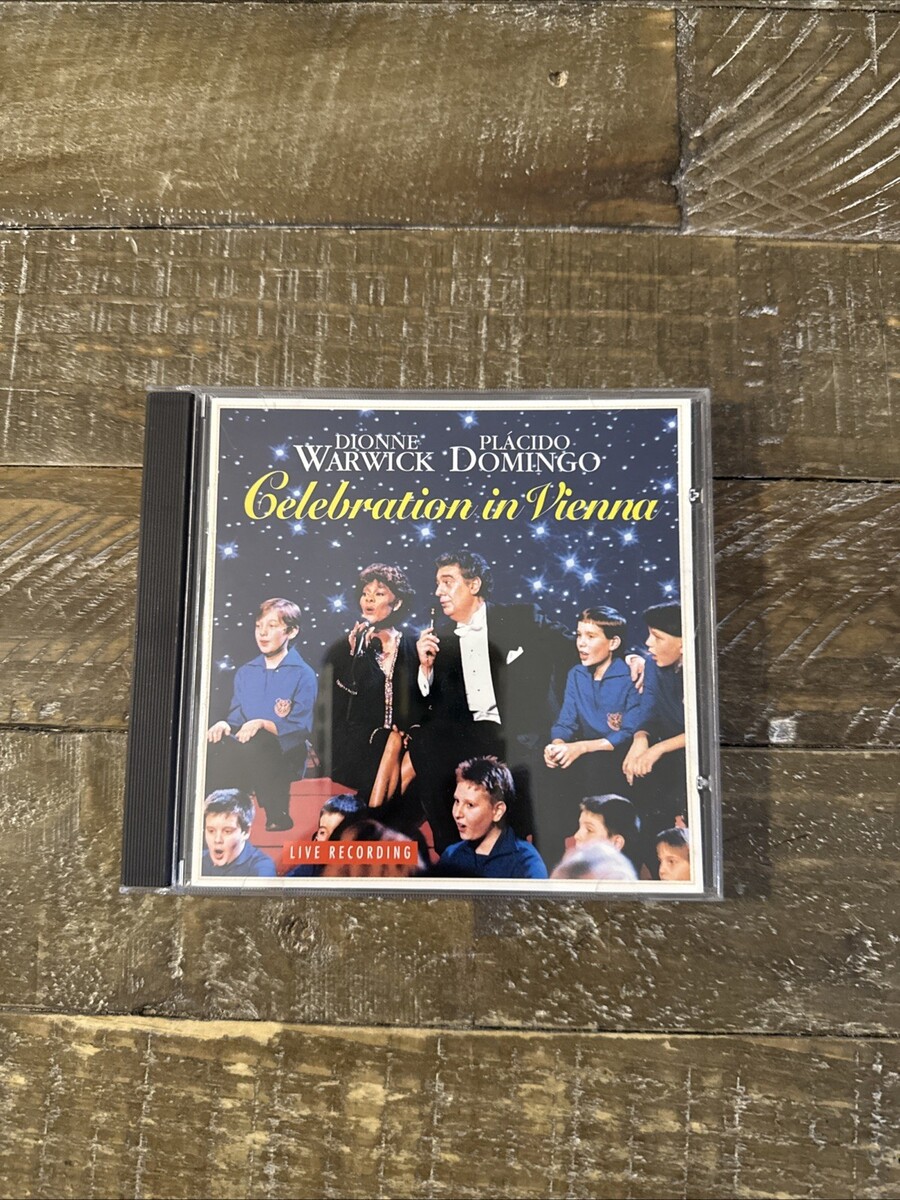 DIONNE PLÁCIDO
WARWICK DOMINGO
Celebration in Vienna
LIVE RECORDING